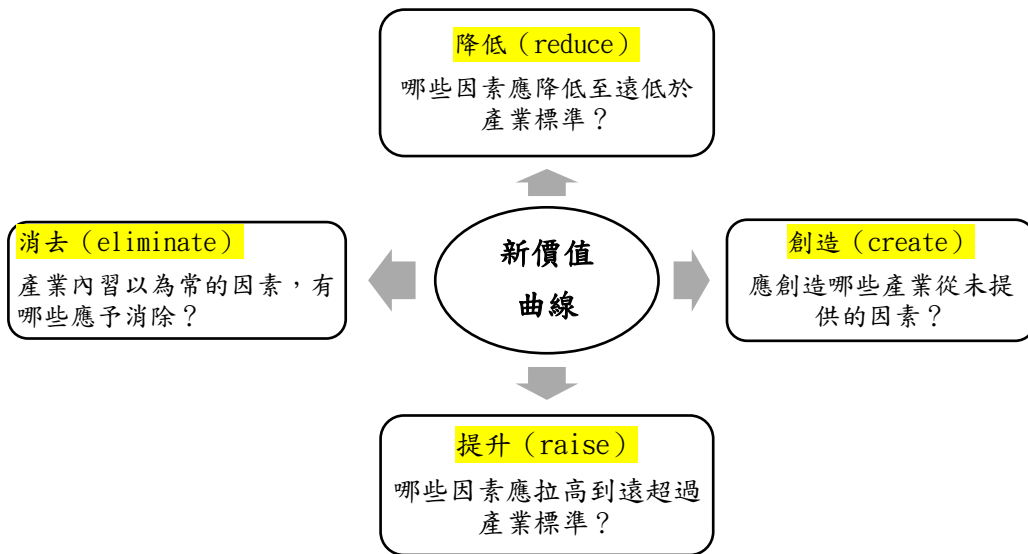 降低（reduce）
哪些因素應降低至遠低於
產業標準？
消去（eliminate）
產業內習以為常的因素，有
哪些應予消除？
新價值
曲線
創造（create）
應創造哪些產業從未提
供的因素？
提升（raise）
哪些因素應拉高到遠超過
產業標準？